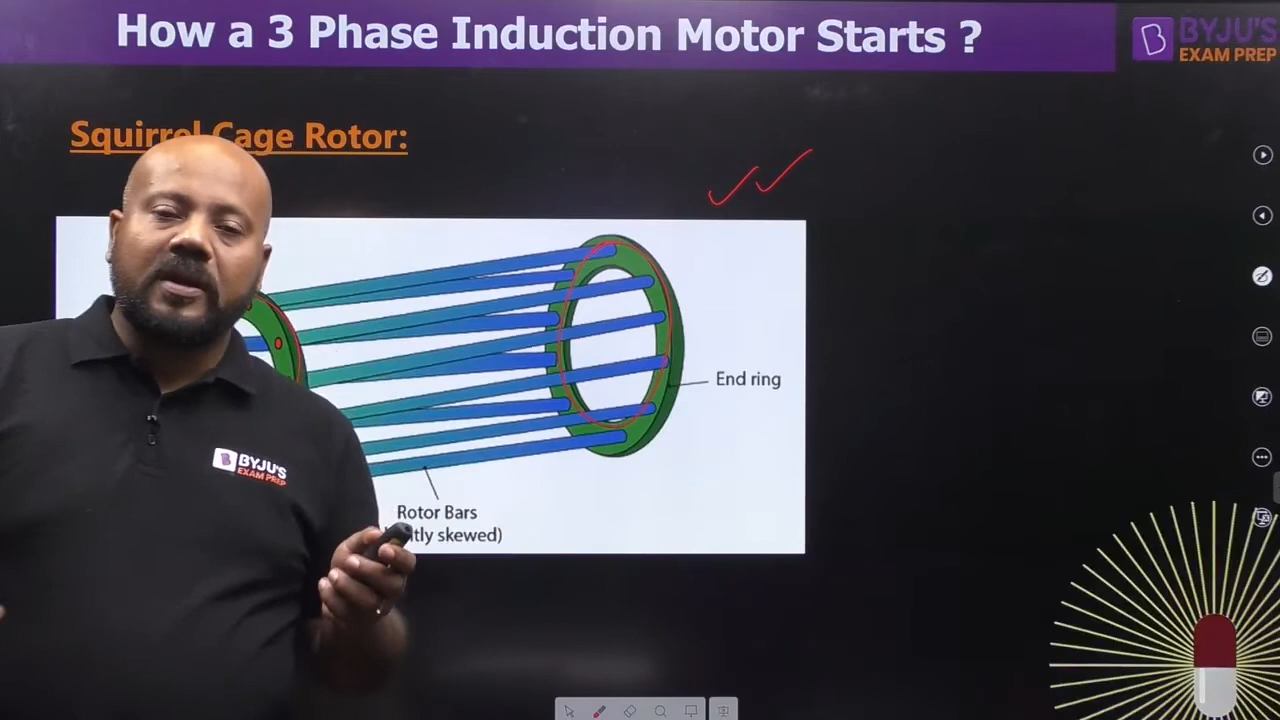 How a 3 Phase Induction Motor Starts ?
BYJU'S
EXAM PREP
Squirrel Cage Rotor:
End ring
BYJU'S
EXAM PREP
Rotor Bars
skewed)